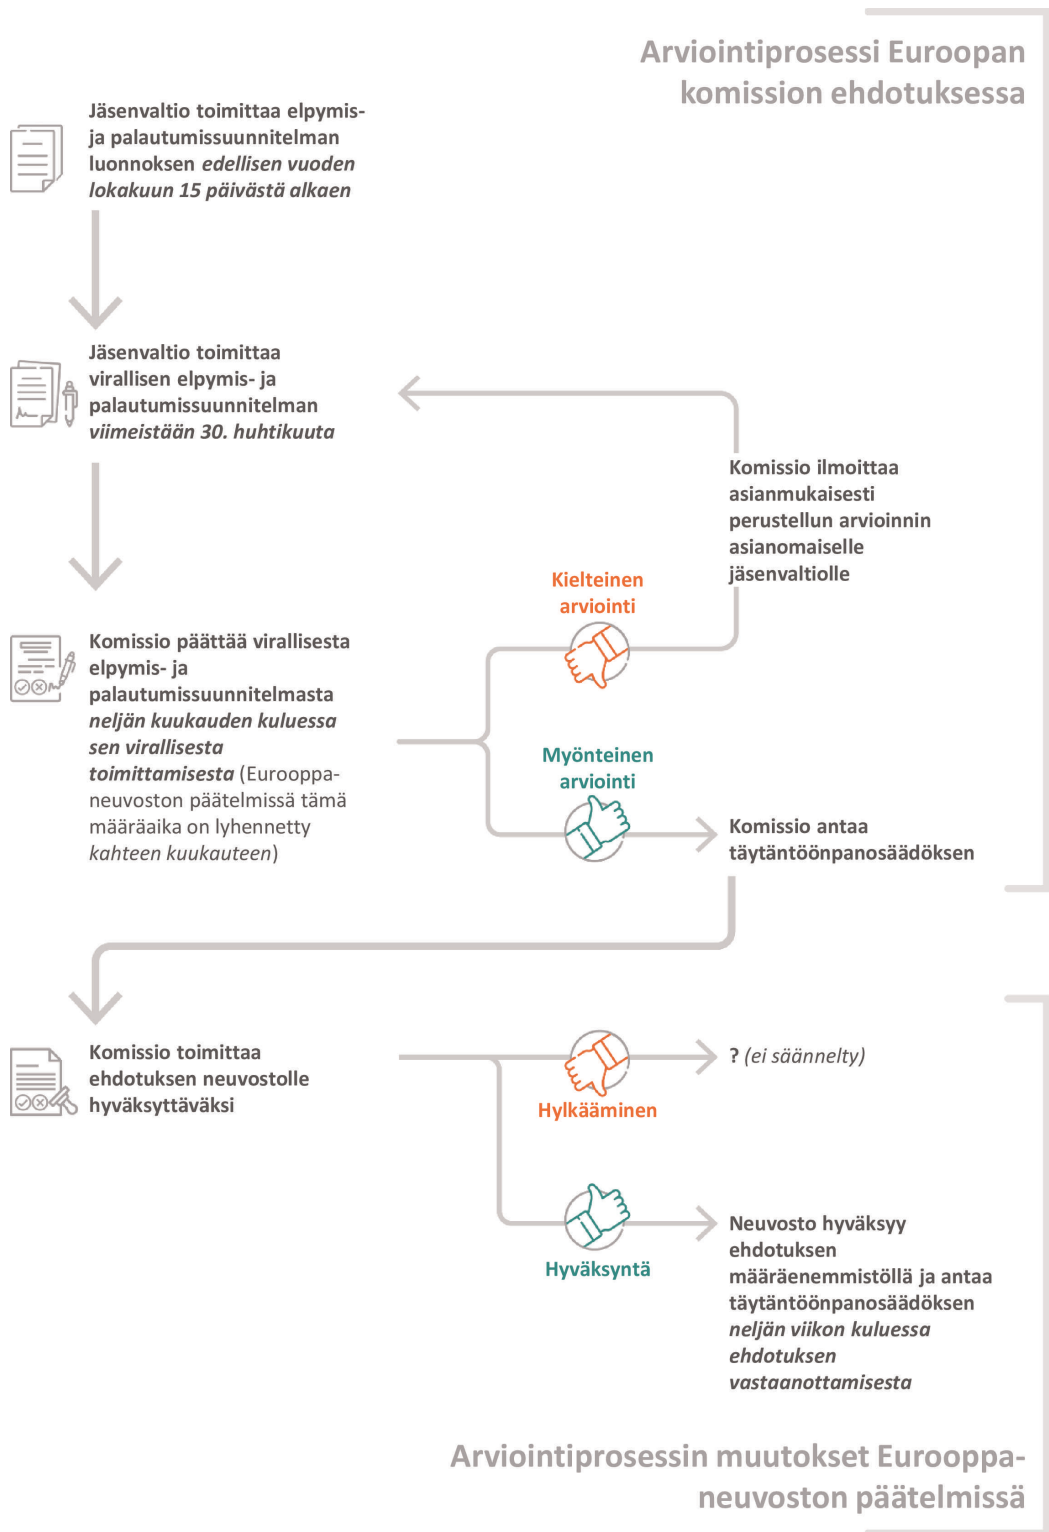 Arviointiprosessi Euroopan
komission ehdotuksessa
Jäsenvaltio toimittaa elpymis-
ja palautumissuunnitelman
luonnoksen edellisen vuoden
lokakuun 15 päivästä alkaen
Jäsenvaltio toimittaa
virallisen elpymis- ja
palautumissuunnitelman
viimeistään 30. huhtikuuta
Komissio ilmoittaa
asianmukaisesti
perustellun arvioinnin
asianomaiselle
jäsenvaltiolle
Kielteinen
arviointi
Komissio päättää virallisesta
elpymis- ja
palautumissuunnitelmasta
neljän kuukauden kuluessa
sen virallisesta
toimittamisesta (Eurooppa-
neuvoston päätelmissä tämä
määräaika on lyhennetty
kahteen kuukauteen)
Myönteinen
arviointi
Komissio antaa
täytäntöönpanosäädöksen
Komissio toimittaa
ehdotuksen neuvostolle
hyväksyttäväksi
Hylkääminen
? (ei säännelty)
Hyväksyntä
Neuvosto hyväksyy
ehdotuksen
määräenemmistöllä ja antaa
täytäntöönpanosäädöksen
neljän viikon kuluessa
ehdotuksen
vastaanottamisesta
Arviointiprosessin muutokset Eurooppa-
neuvoston päätelmissä